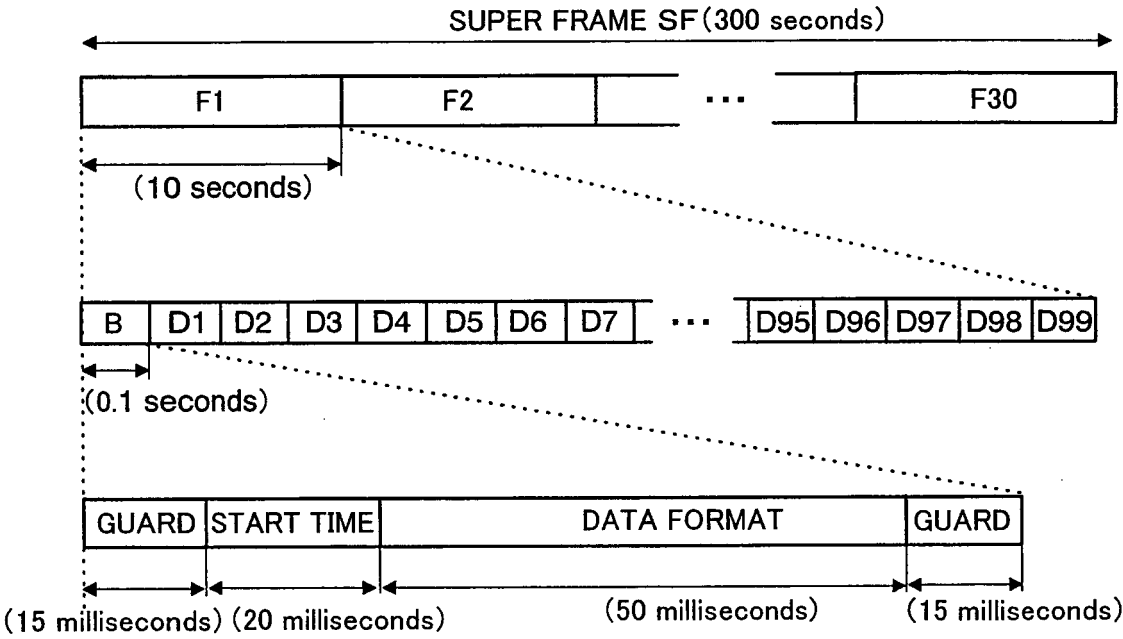 SUPER FRAME SF(300 seconds)
F1 F2 ··· F30
(10 seconds)
B D1 D2 D3 D4 D5 D6 D7 ··· D95 D96 D97 D98 D99
(0.1 seconds)
GUARD START TIME DATA FORMAT GUARD
(15 milliseconds) (20 milliseconds) (50 milliseconds) (15 milliseconds)